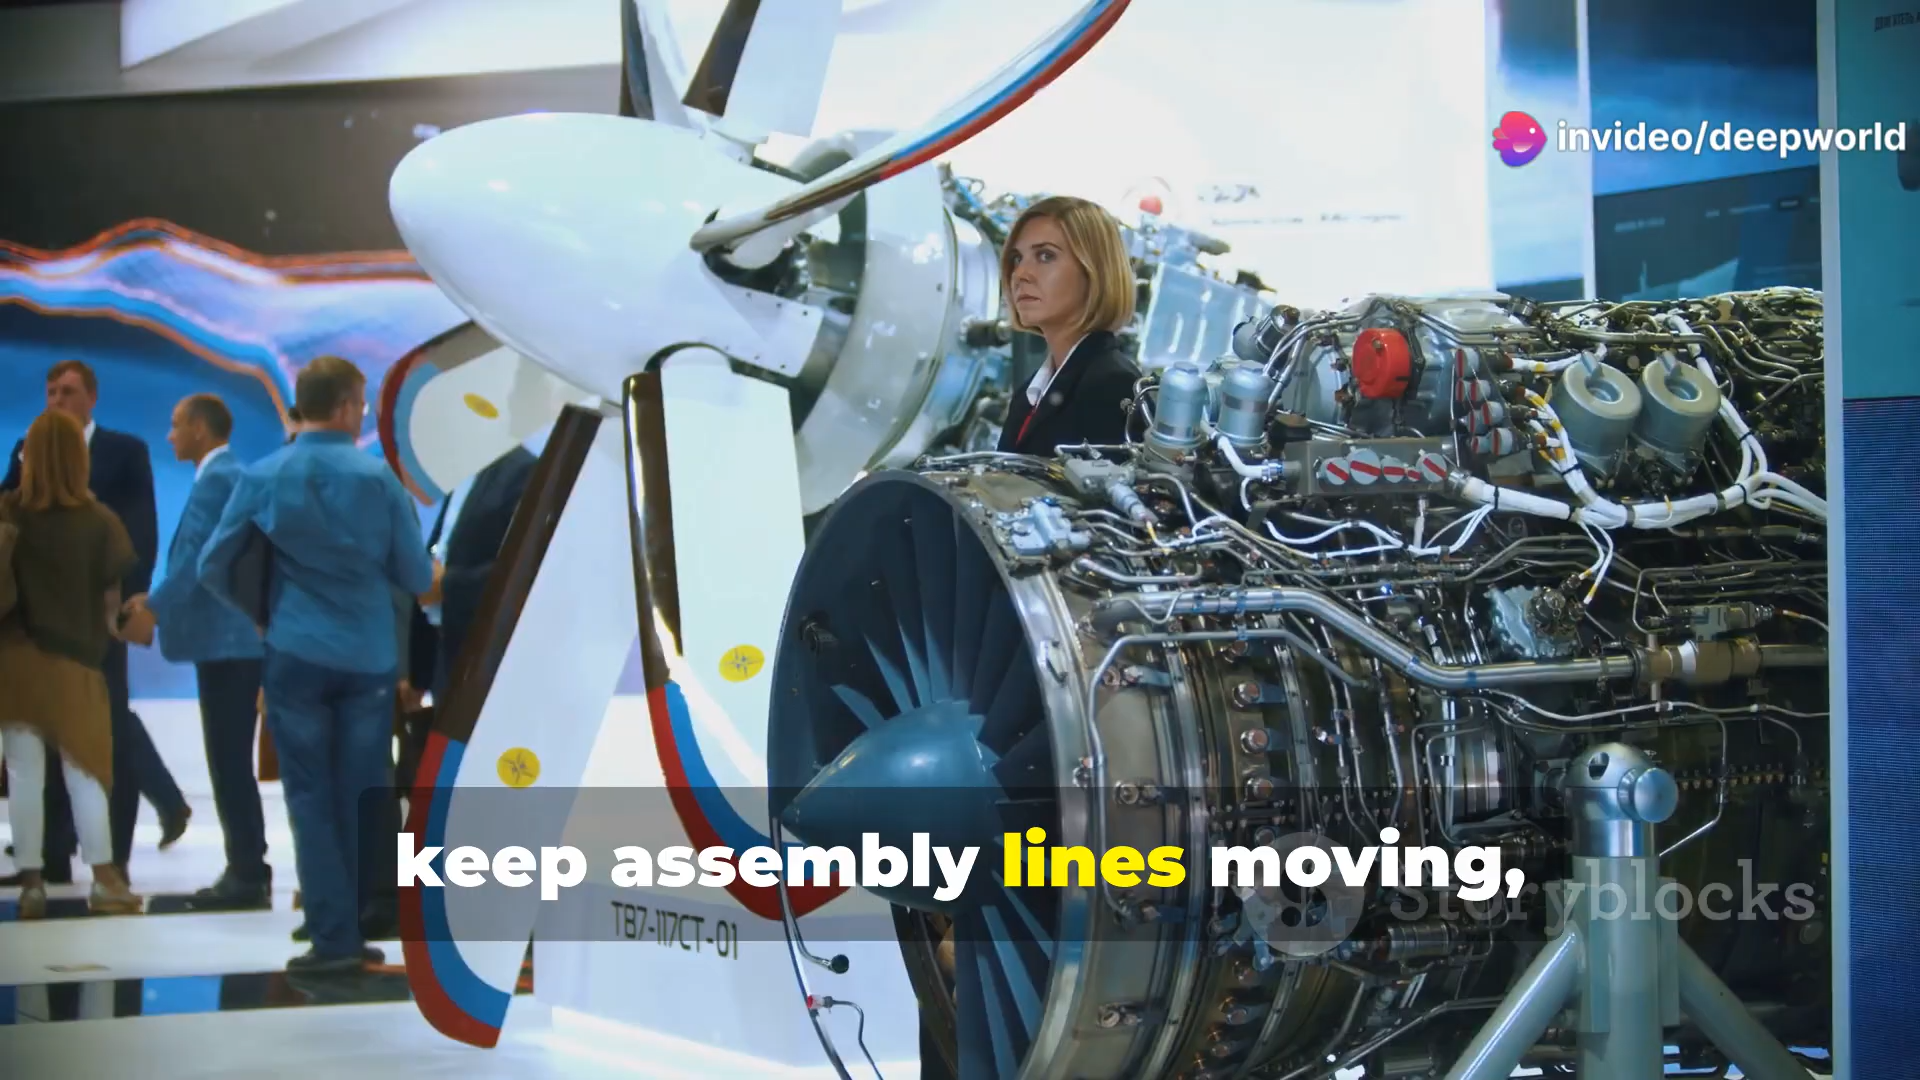 invideo/deepworld
keep assembly lines moving,
Storyblocks
ТВ7-117СТ-01